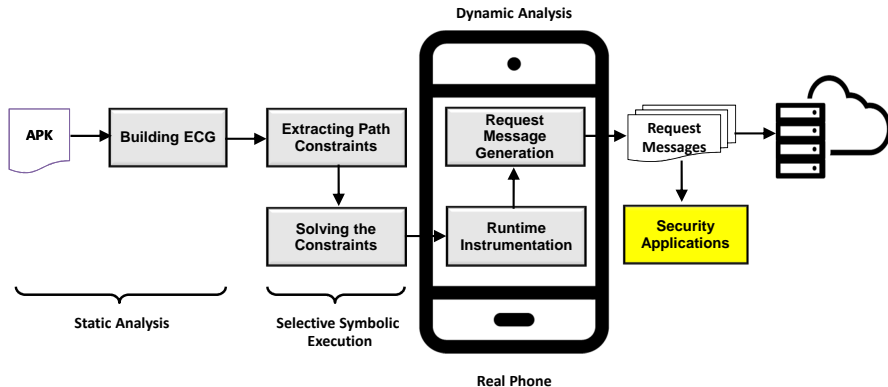 Dynamic Analysis
APK
Building ECG
Extracting Path
Constraints
Solving the
Constraints
Request
Message
Generation
Runtime
Instrumentation
Request
Messages
Security
Applications
Static Analysis
Selective Symbolic
Execution
Real Phone